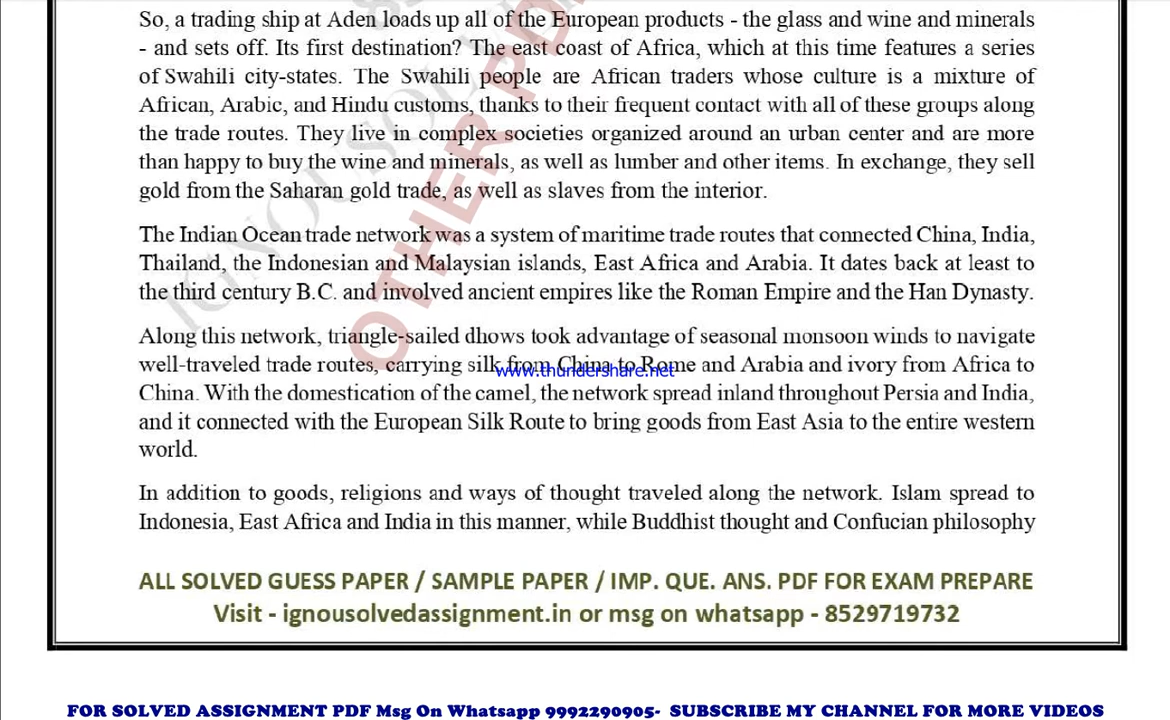 So, a trading ship at Aden loads up all of the European products - the glass and wine and minerals
- and sets off. Its first destination? The east coast of Africa, which at this time features a series
of Swahili city-states. The Swahili people are African traders whose culture is a mixture of
African, Arabic, and Hindu customs, thanks to their frequent contact with all of these groups along
the trade routes. They live in complex societies organized around an urban center and are more
than happy to buy the wine and minerals, as well as lumber and other items. In exchange, they sell
gold from the Saharan gold trade, as well as slaves from the interior.
The Indian Ocean trade network was a system of maritime trade routes that connected China, India,
Thailand, the Indonesian and Malaysian islands, East Africa and Arabia. It dates back at least to
the third century B.C. and involved ancient empires like the Roman Empire and the Han Dynasty.
Along this network, triangle-sailed dhows took advantage of seasonal monsoon winds to navigate
well-traveled trade routes, carrying silk from China to Rome and Arabia and ivory from Africa to
www.thundershare.net
China. With the domestication of the camel, the network spread inland throughout Persia and India,
and it connected with the European Silk Route to bring goods from East Asia to the entire western
world.
In addition to goods, religions and ways of thought traveled along the network. Islam spread to
Indonesia, East Africa and India in this manner, while Buddhist thought and Confucian philosophy
OTHER PD
ALL SOLVED GUESS PAPER / SAMPLE PAPER / IMP. QUE. ANS. PDF FOR EXAM PREPARE
Visit - ignousolvedassignment.in or msg on whatsapp - 8529719732
FOR SOLVED ASSIGNMENT PDF Msg On Whatsapp 9992290905- SUBSCRIBE MY CHANNEL FOR MORE VIDEOS